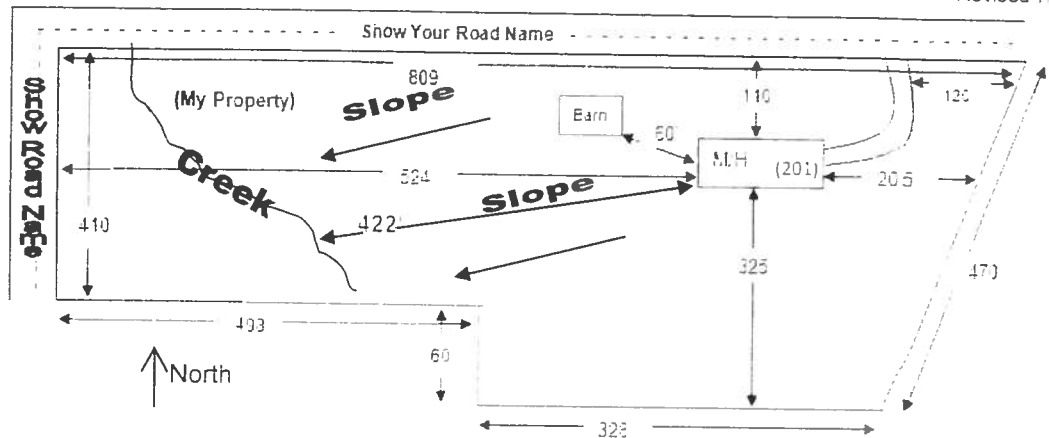 Show Your Road Name
Show Road Name
809
(My Property)
Slope
110
120
Barn
60
M/H
(201)
Creek
524
Slope
205
410
422
325
470
493
60
North
328